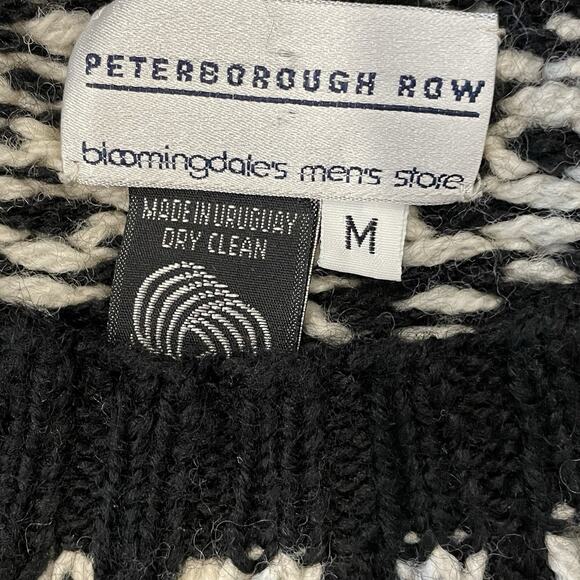 PETERBOROUGH ROW
bloomingdale's men's store
MADE IN URUGUAY
DRY CLEAN
M